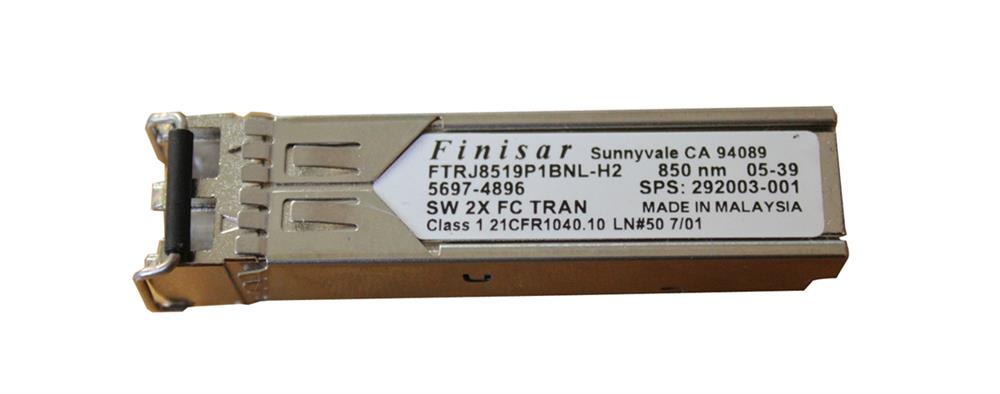 Finisar Sunnyvale CA 94089
FTRJ8519P1BNL-H2 850 nm 05-39
5697-4896 SPS: 292003-001
SW 2X FC TRAN MADE IN MALAYSIA
Class 1 21CFR1040.10 LN#50 7/01